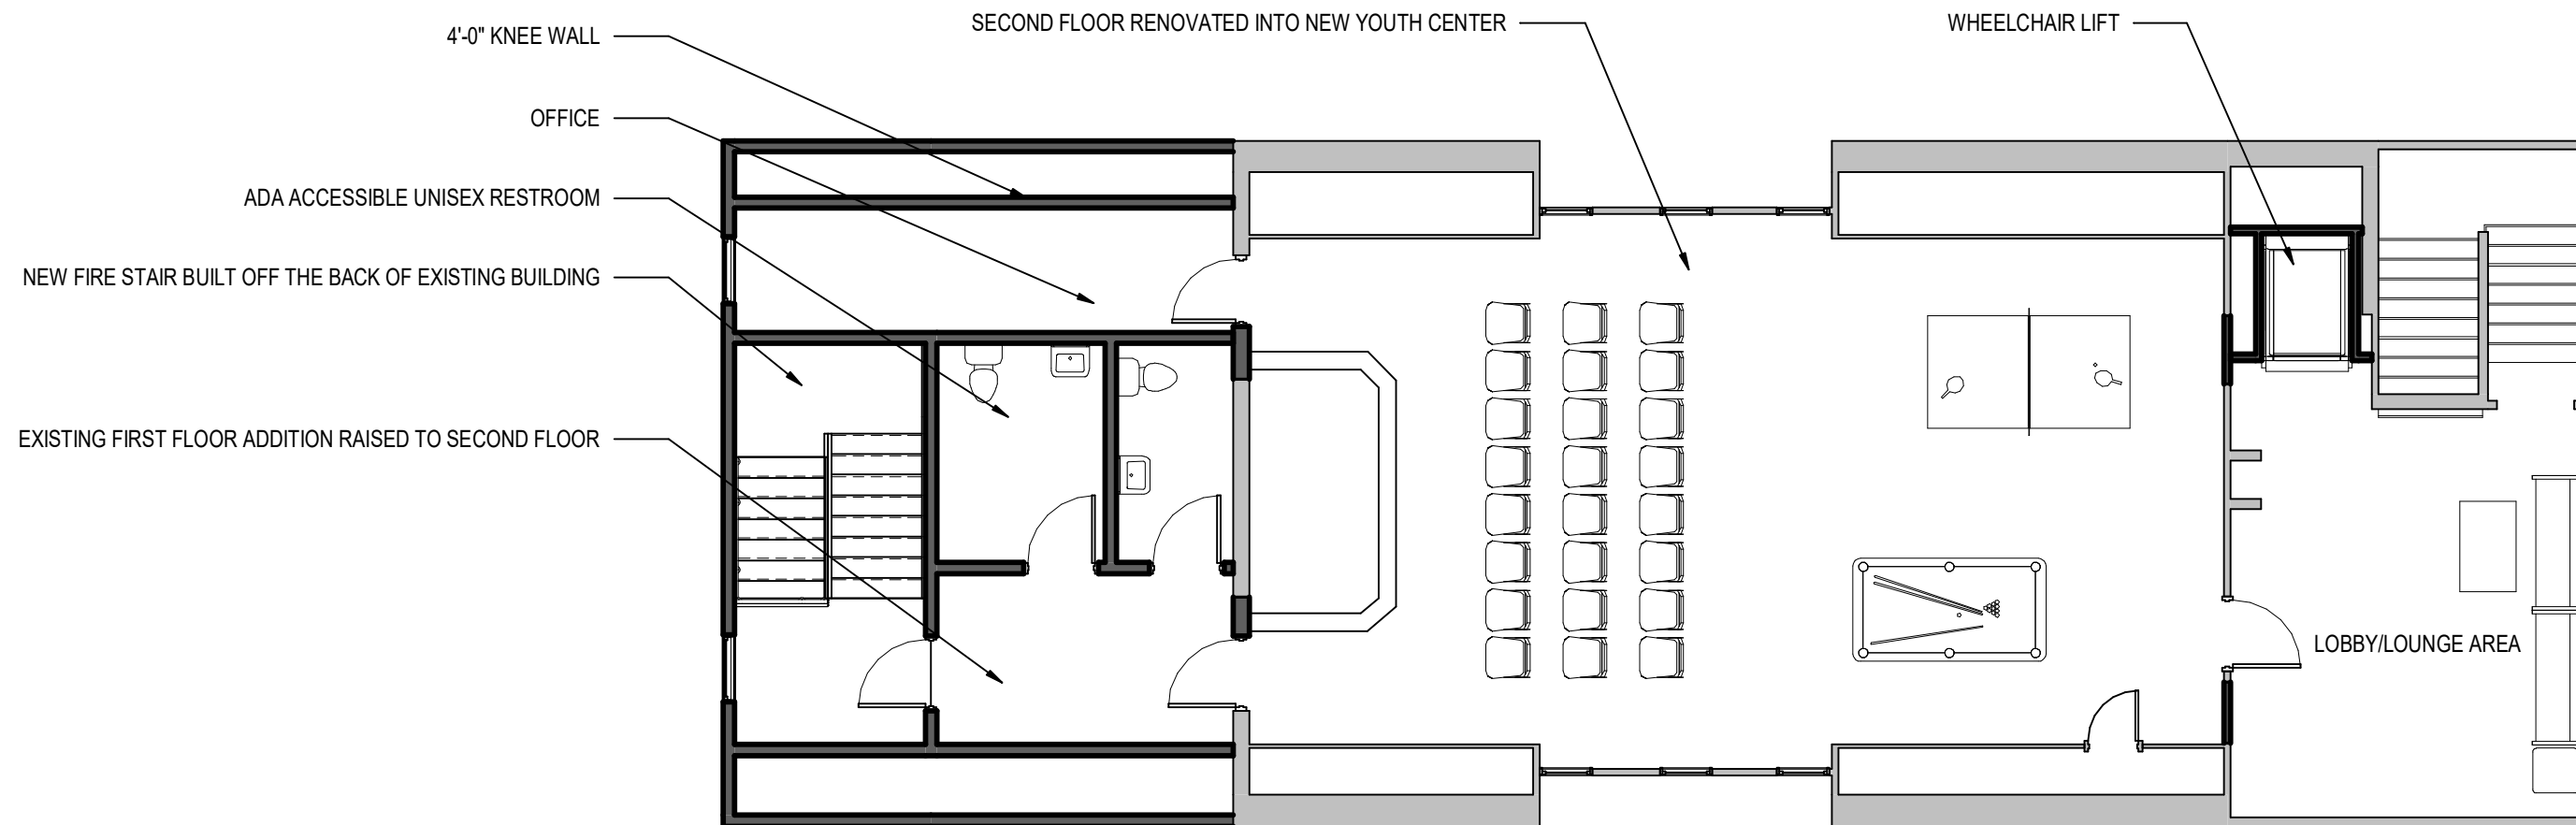 SECOND FLOOR RENOVATED INTO NEW YOUTH CENTER
WHEELCHAIR LIFT
4'-0" KNEE WALL
OFFICE
ADA ACCESSIBLE UNISEX RESTROOM
NEW FIRE STAIR BUILT OFF THE BACK OF EXISTING BUILDING
EXISTING FIRST FLOOR ADDITION RAISED TO SECOND FLOOR
LOBBY/LOUNGE AREA